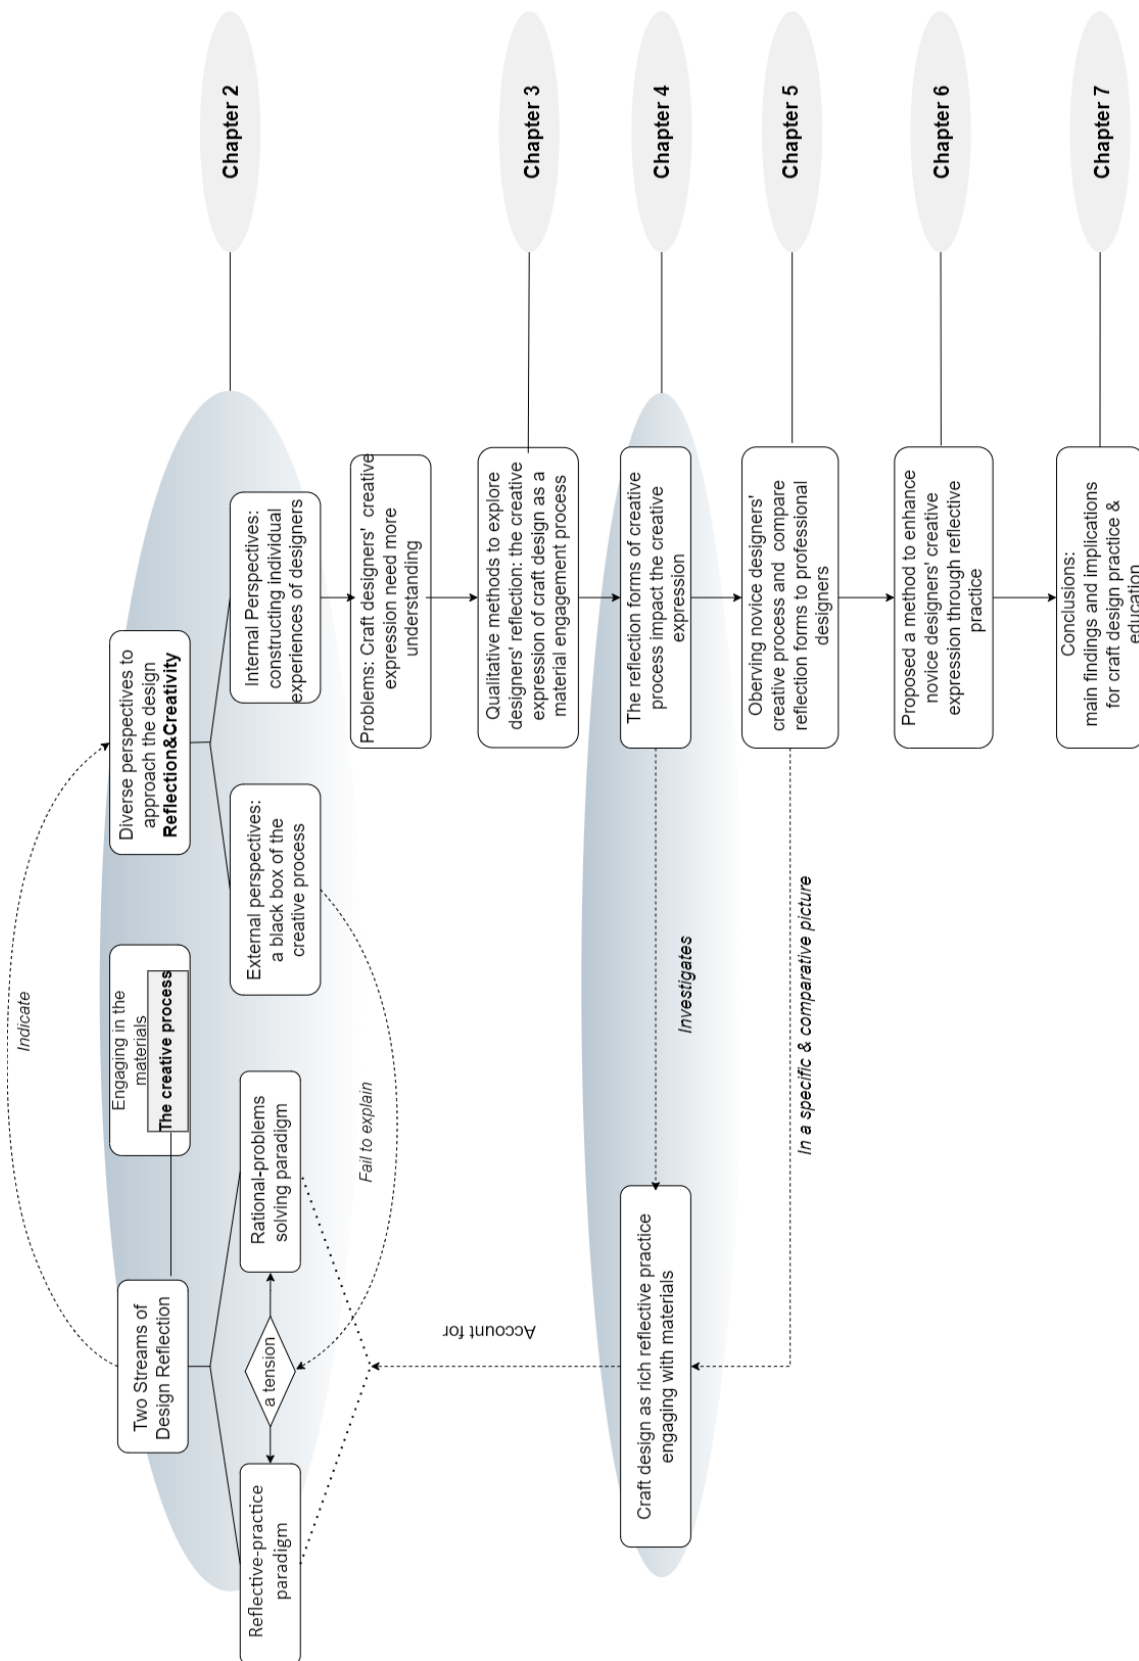 Indicate
Two Streams of
Design Reflection
Engaging in the
materials
The creative process
Diverse perspectives to
approach the design
Reflection&Creativity
Chapter 2
Reflective-practice
paradigm
a tension
Rational-problems
solving paradigm
External perspectives:
a black box of the
creative process
Internal Perspectives:
constructing individual
experiences of designers
Fail to explain
Problems: Craft designers' creative
expression need more
understanding
Account for
Qualitative methods to explore
designers' reflection: the creative
expression of craft design as a
material engagement process
Chapter 3
Craft design as rich reflective practice
engaging with materials
Investigates
The reflection forms of creative
process impact the creative
expression
Chapter 4
In a specific & comparative picture
Oberving novice designers'
creative process and compare
reflection forms to professional
designers
Chapter 5
Proposed a method to enhance
novice designers' creative
expression through reflective
practice
Chapter 6
Conclusions:
main findings and implications
for craft design practice &
education
Chapter 7